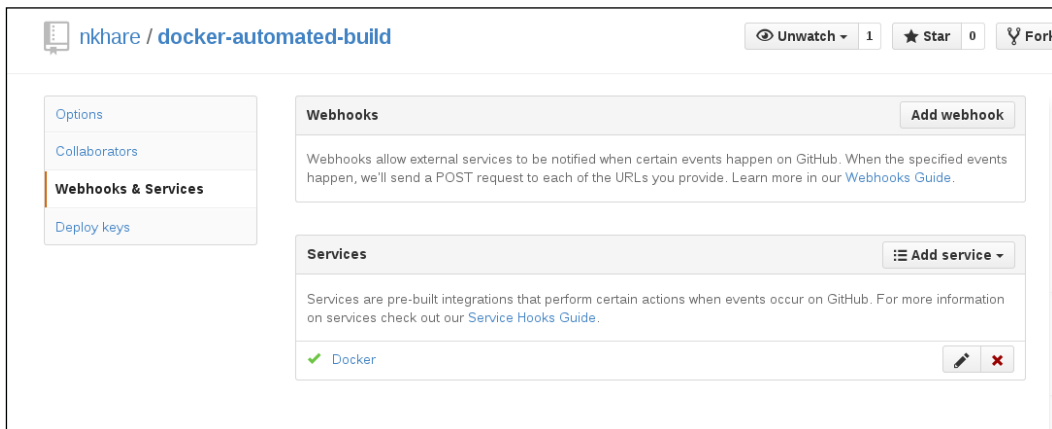 nkhare / docker-automated-build
Unwatch 1 Star 0 Fork
Options
Collaborators
Webhooks & Services
Deploy keys
Webhooks Add webhook
Webhooks allow external services to be notified when certain events happen on GitHub. When the specified events
happen, we'll send a POST request to each of the URLs you provide. Learn more in our Webhooks Guide.
Services Add service
Services are pre-built integrations that perform certain actions when events occur on GitHub. For more information
on services check out our Service Hooks Guide.
Docker